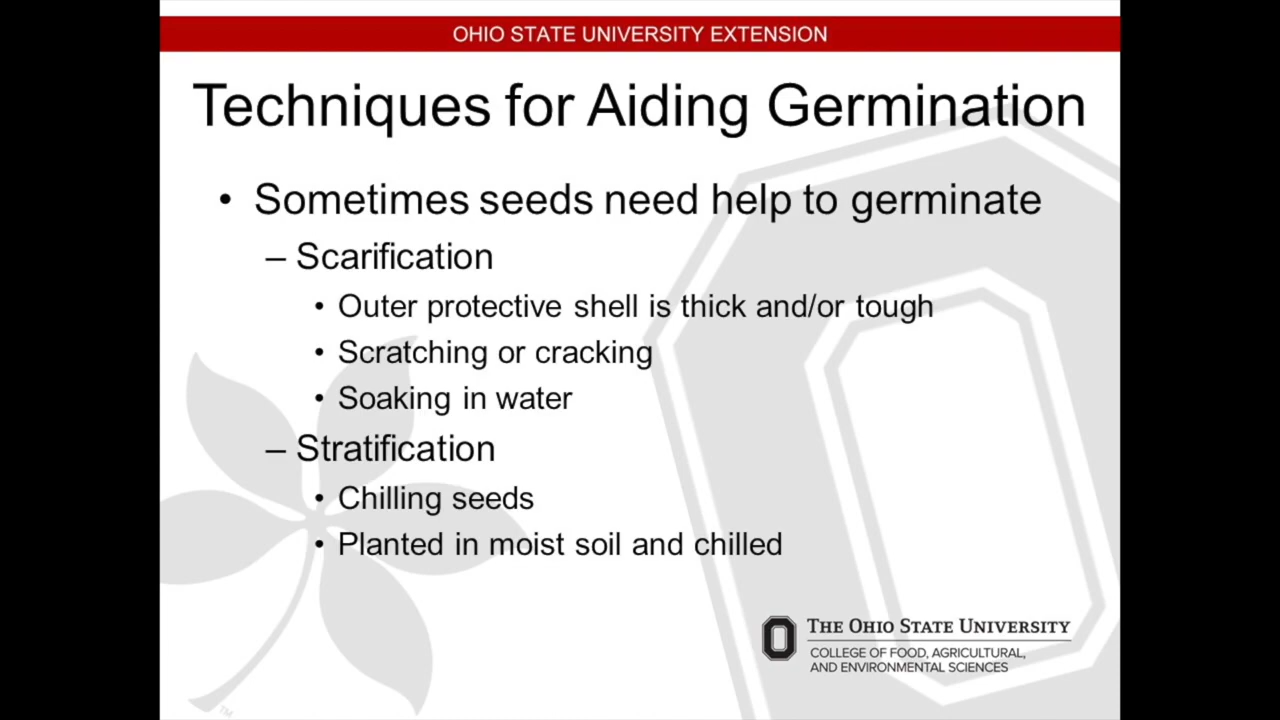 OHIO STATE UNIVERSITY EXTENSION
Techniques for Aiding Germination
• Sometimes seeds need help to germinate
– Scarification
• Outer protective shell is thick and/or tough
• Scratching or cracking
• Soaking in water
– Stratification
• Chilling seeds
• Planted in moist soil and chilled
THE OHIO STATE UNIVERSITY
COLLEGE OF FOOD, AGRICULTURAL,
AND ENVIRONMENTAL SCIENCES
TM